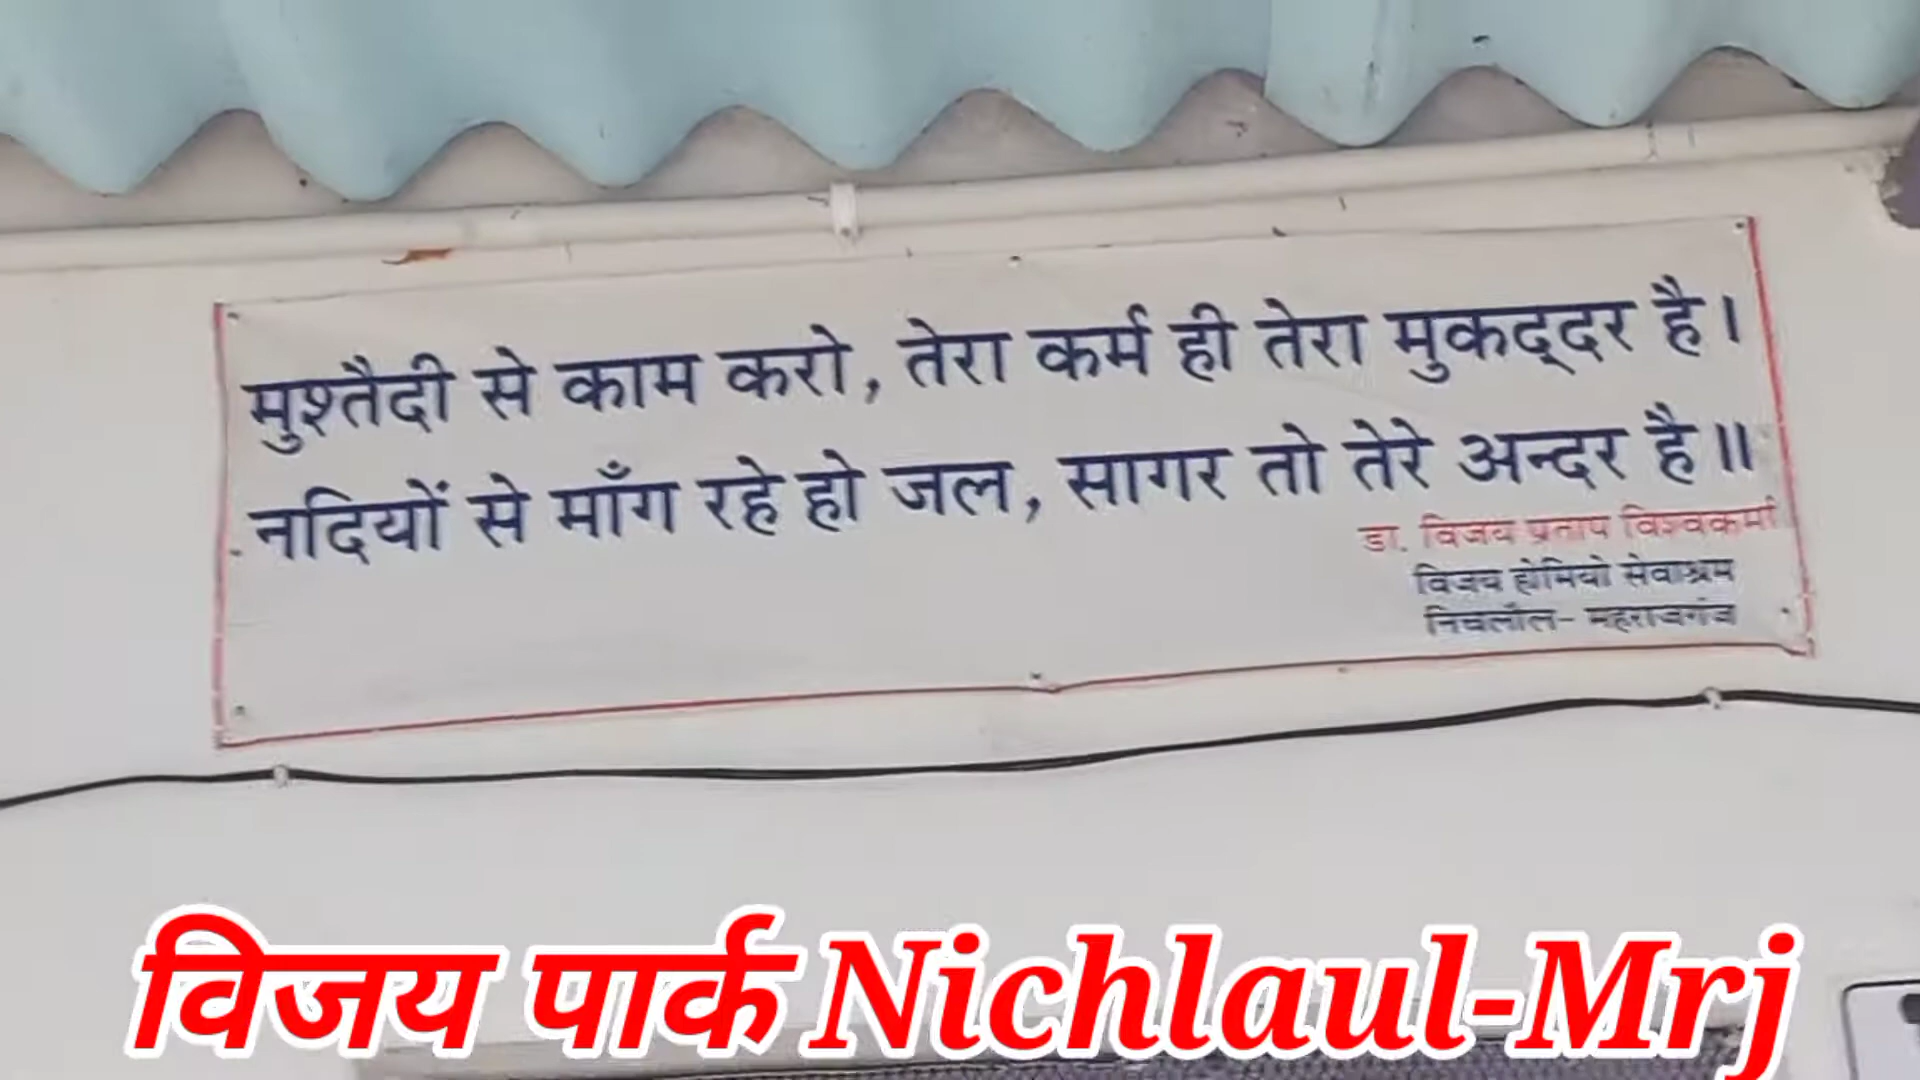 मुश्तैदी से काम करो, तेरा कर्म ही तेरा मुकद्दर है।
नदियों से माँग रहे हो जल, सागर तो तेरे अन्दर है॥
डा. विजय प्रताप विश्वकर्मा
विजय होमियो सेवाश्रम
निचलौल- महराजगंज
विजय पार्क Nichlaul-Mrj